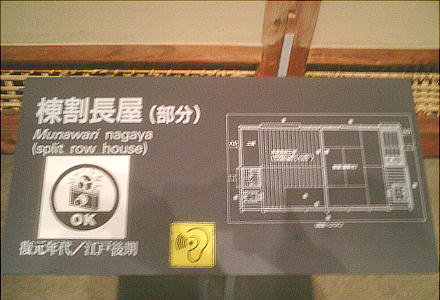 棟割長屋（部分）
Munawari nagaya
(split row house)
OK
復元年代／江戸後期